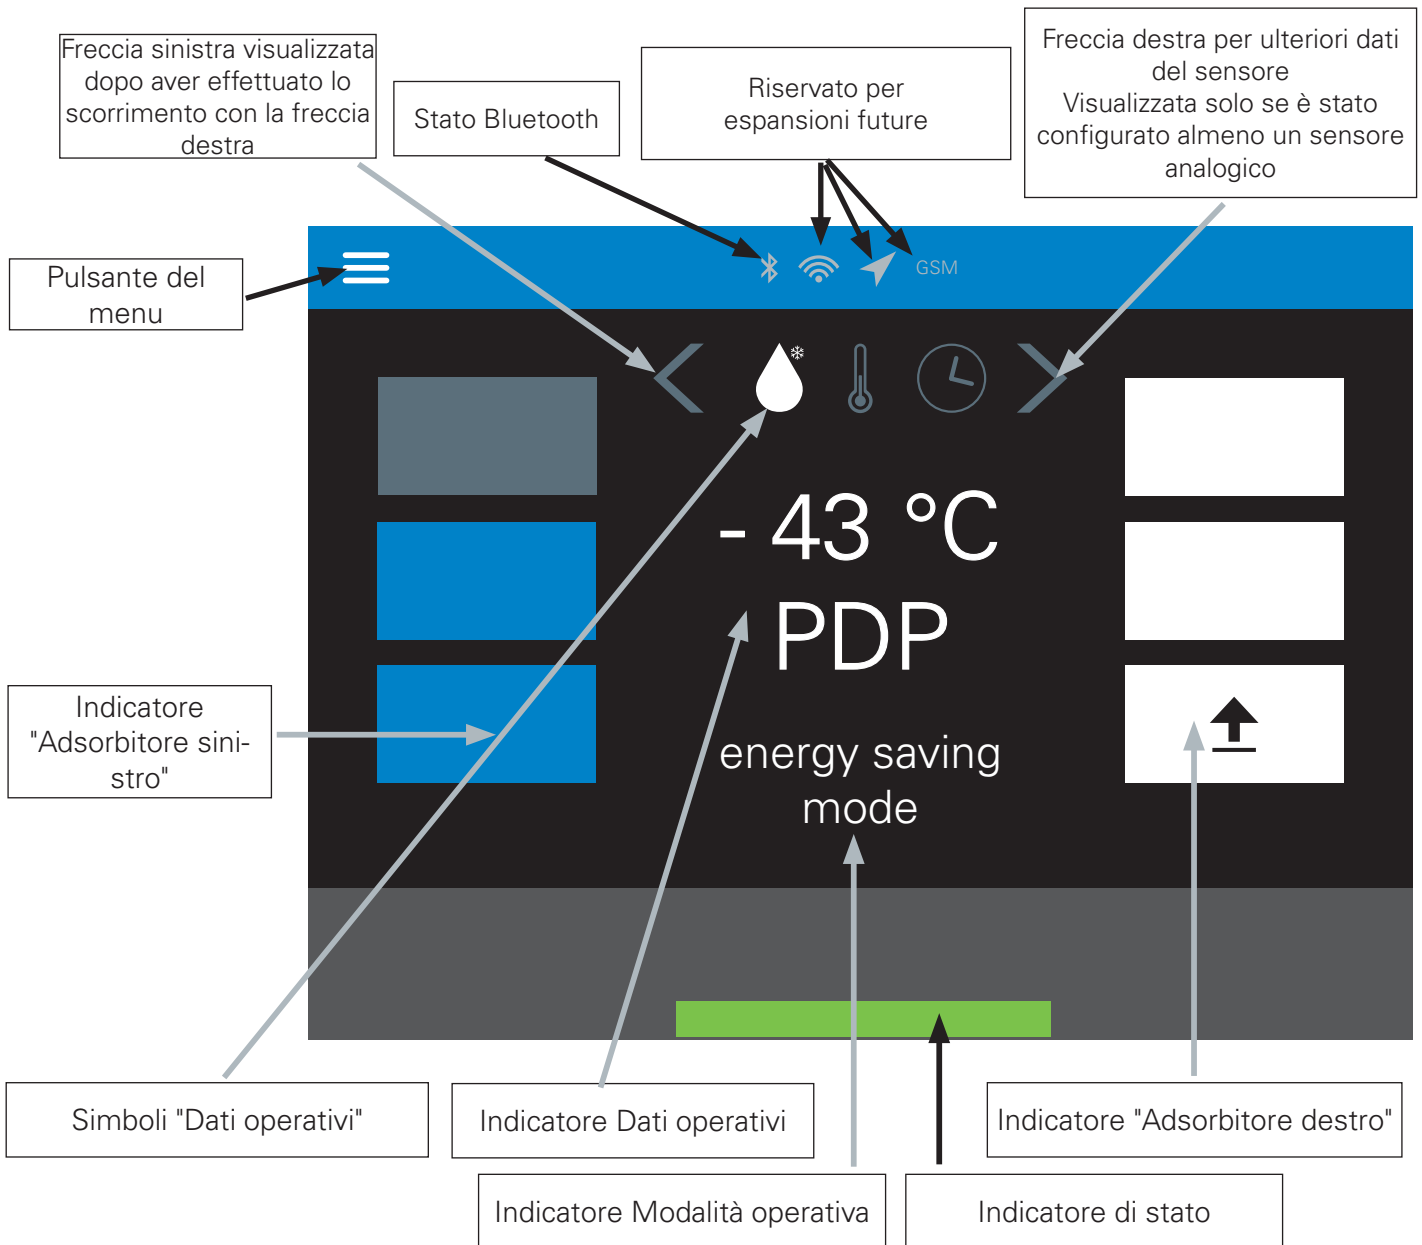 Freccia sinistra visualizzata
dopo aver effettuato lo
scorrimento con la freccia
destra
Stato Bluetooth
Riservato per
espansioni future
Freccia destra per ulteriori dati
del sensore
Visualizzata solo se è stato
configurato almeno un sensore
analogico
Pulsante del
menu
GSM
- 43 °C
PDP
energy saving
mode
Indicatore
"Adsorbitore sini-
stro"
Simboli "Dati operativi"
Indicatore Dati operativi
Indicatore "Adsorbitore destro"
Indicatore Modalità operativa
Indicatore di stato